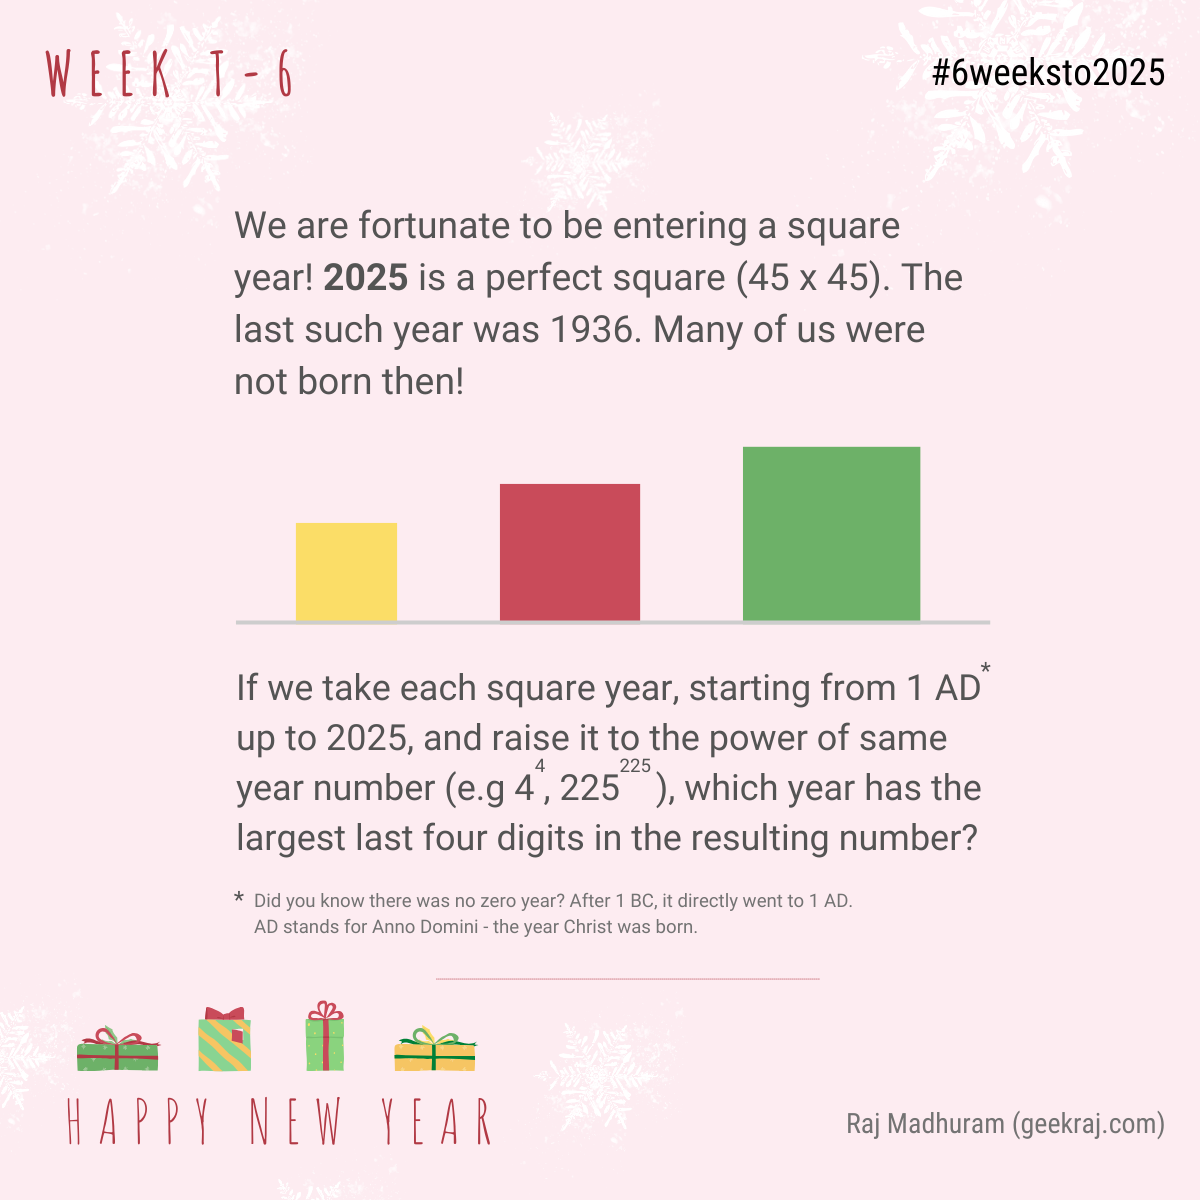 WEEK T-6
#6weeksto2025
We are fortunate to be entering a square
year! 2025 is a perfect square (45 x 45). The
last such year was 1936. Many of us were
not born then!
If we take each square year, starting from 1 AD*
up to 2025, and raise it to the power of same
year number (e.g 4⁴, 225²²⁵), which year has the
largest last four digits in the resulting number?
* Did you know there was no zero year? After 1 BC, it directly went to 1 AD.
AD stands for Anno Domini - the year Christ was born.
HAPPY NEW YEAR
Raj Madhuram (geekraj.com)